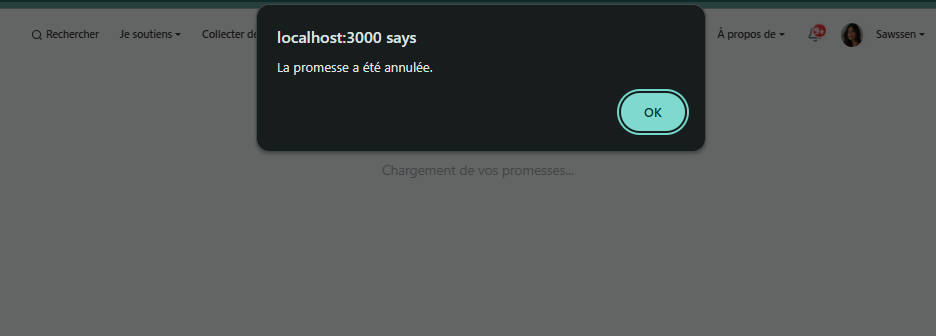 localhost:3000 says
La promesse a été annulée.
OK
Rechercher Je soutiens Collecter de À propos de 9+ Sawssen
Chargement de vos promesses...